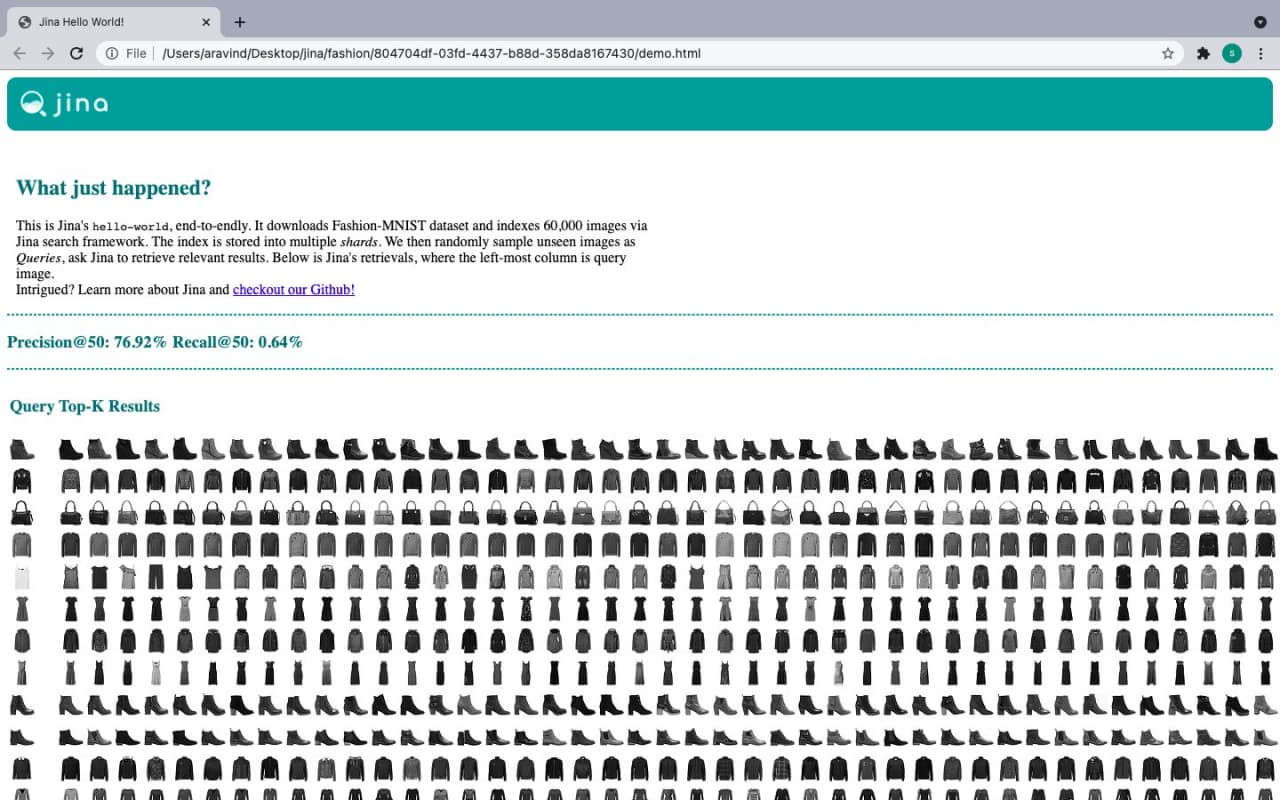 Jina Hello World!
File
/Users/aravind/Desktop/jina/fashion/804704df-03fd-4437-b88d-358da8167430/demo.html
S
jina
What just happened?
This is Jina's hello-world, end-to-endly. It downloads Fashion-MNIST dataset and indexes 60,000 images via
Jina search framework. The index is stored into multiple shards. We then randomly sample unseen images as
Queries, ask Jina to retrieve relevant results. Below is Jina's retrievals, where the left-most column is query
image.
Intrigued? Learn more about Jina and checkout our Github!
Precision@50: 76.92% Recall@50: 0.64%
Query Top-K Results